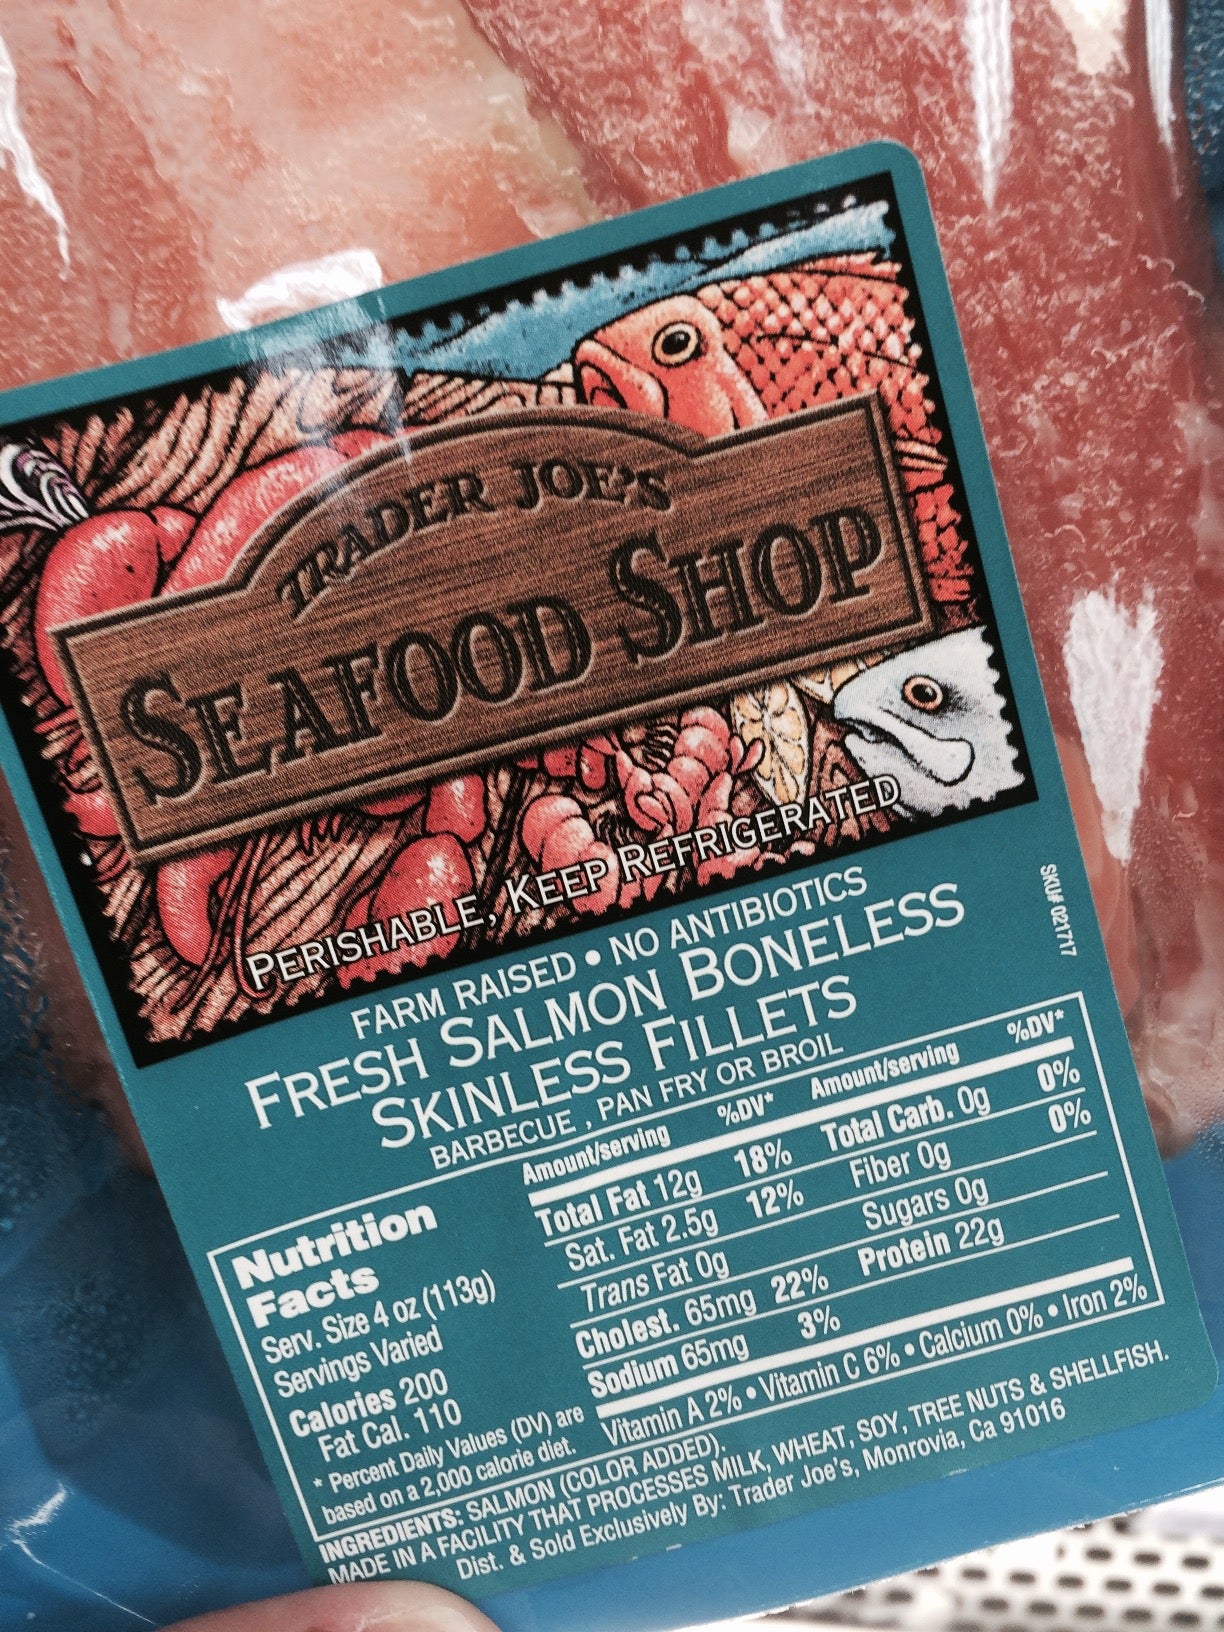 TRADER JOE'S
SEAFOOD SHOP
PERISHABLE, KEEP REFRIGERATED
FARM RAISED • NO ANTIBIOTICS
FRESH SALMON BONELESS
SKINLESS FILLETS
BARBECUE , PAN FRY OR BROIL
SKU# 021717
Nutrition
Facts
Serv. Size 4 oz (113g)
Servings Varied
Calories 200
Fat Cal. 110
* Percent Daily Values (DV) are
based on a 2,000 calorie diet.
Amount/serving %DV*
Total Fat 12g 18%
Sat. Fat 2.5g 12%
Trans Fat 0g
Cholest. 65mg 22%
Sodium 65mg 3%
Amount/serving %DV*
Total Carb. 0g 0%
Fiber 0g 0%
Sugars 0g
Protein 22g
Vitamin A 2% • Vitamin C 6% • Calcium 0% • Iron 2%
INGREDIENTS: SALMON (COLOR ADDED).
MADE IN A FACILITY THAT PROCESSES MILK, WHEAT, SOY, TREE NUTS & SHELLFISH.
Dist. & Sold Exclusively By: Trader Joe's, Monrovia, Ca 91016